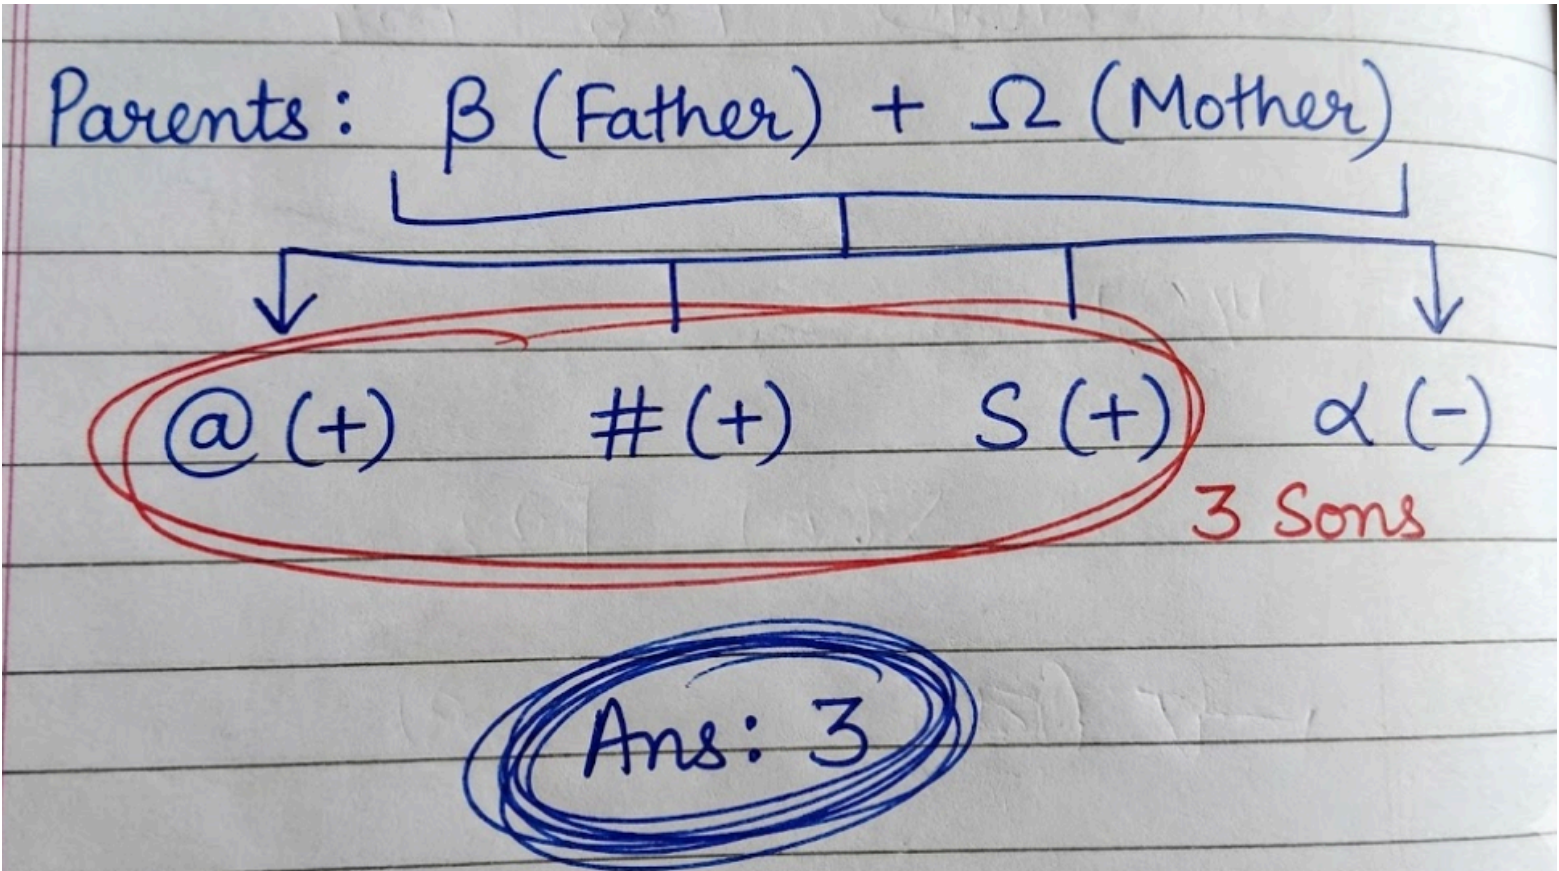 Parents: β (Father) + Ω (Mother)
@ (+) # (+) S (+) α (-)
3 Sons
Ans: 3